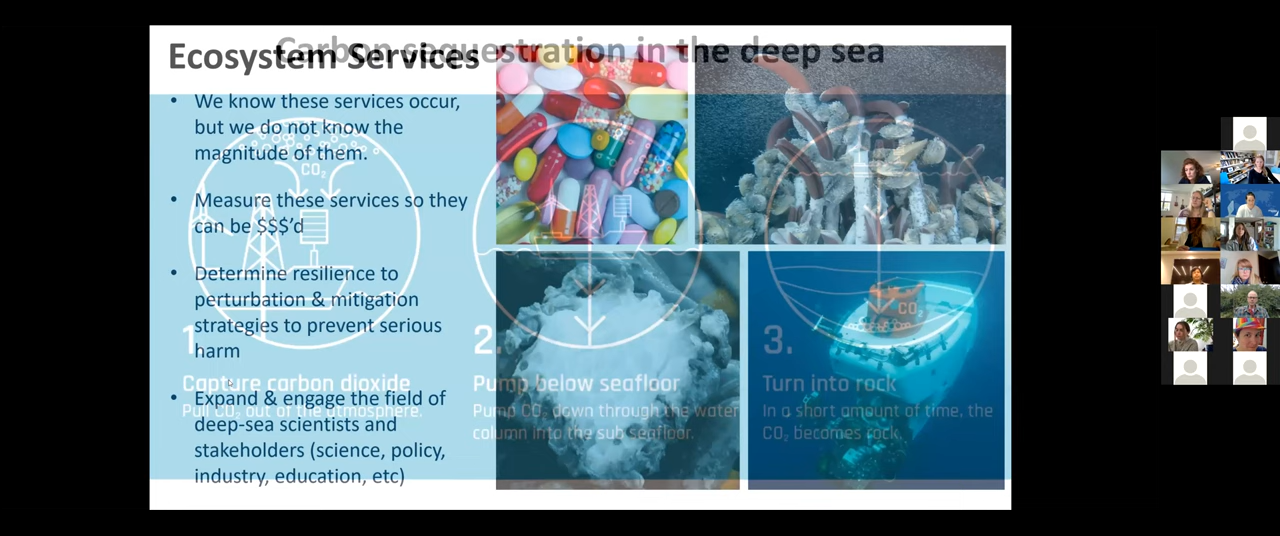 Carbon sequestration in the deep sea
Ecosystem Services
• We know these services occur,
but we do not know the
magnitude of them.
• Measure these services so they
can be $$$'d
• Determine resilience to
perturbation & mitigation
strategies to prevent serious
harm
• Expand & engage the field of
deep-sea scientists and
stakeholders (science, policy,
industry, education, etc)
CO₂
1.
Capture carbon dioxide
Pull CO₂ out of the atmosphere.
2.
Pump below seafloor
Pump CO₂ down through the water
column into the sub seafloor.
CO₂
3.
Turn into rock
In a short amount of time, the
CO₂ becomes rock.